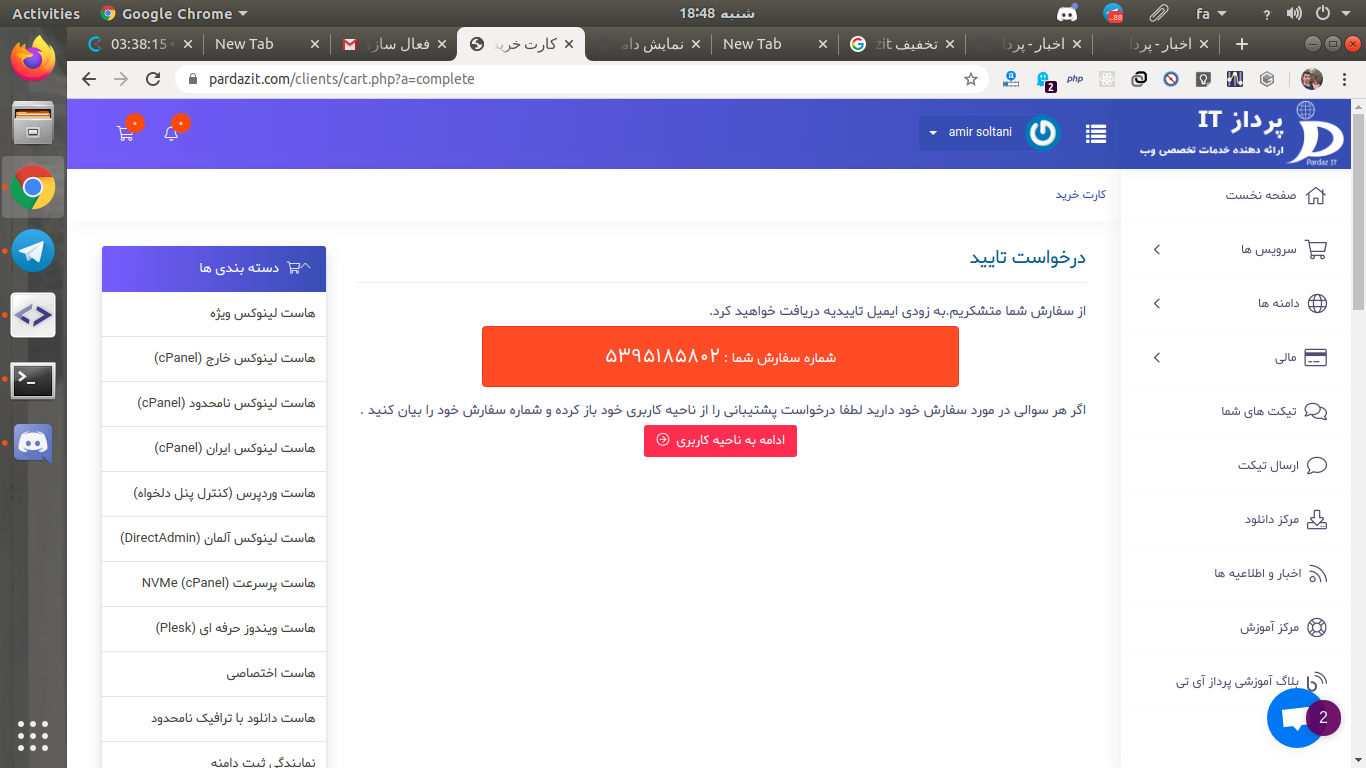 Activities
Google Chrome
شنبه 18:48
88
fa
?
03:38:15
New Tab
فعال سازی
کارت خرید
نمایش دام
New Tab
تخفیف zit
اخبار - پردا
اخبار - پردا
pardazit.com/clients/cart.php?a=complete
php
2
پرداز IT
ارائه دهنده خدمات تخصصی وب
Pardaz IT
amir soltani
۰
۰
صفحه نخست
سرویس ها
دامنه ها
مالی
تیکت های شما
ارسال تیکت
مرکز دانلود
اخبار و اطلاعیه ها
مرکز آموزش
بلاگ آموزشی پرداز آی تی
2
کارت خرید
درخواست تایید
از سفارش شما متشکریم.به زودی ایمیل تاییدیه دریافت خواهید کرد.
شماره سفارش شما : ۵۳۹۵۱۸۵۸۰۲
اگر هر سوالی در مورد سفارش خود دارید لطفا درخواست پشتیبانی را از ناحیه کاربری خود باز کرده و شماره سفارش خود را بیان کنید .
ادامه به ناحیه کاربری
دسته بندی ها
هاست لینوکس ویژه
هاست لینوکس خارج (cPanel)
هاست لینوکس نامحدود (cPanel)
هاست لینوکس ایران (cPanel)
هاست وردپرس (کنترل پنل دلخواه)
هاست لینوکس آلمان (DirectAdmin)
هاست پرسرعت NVMe (cPanel)
هاست ویندوز حرفه ای (Plesk)
هاست اختصاصی
هاست دانلود با ترافیک نامحدود
نمایندگی ثبت دامنه